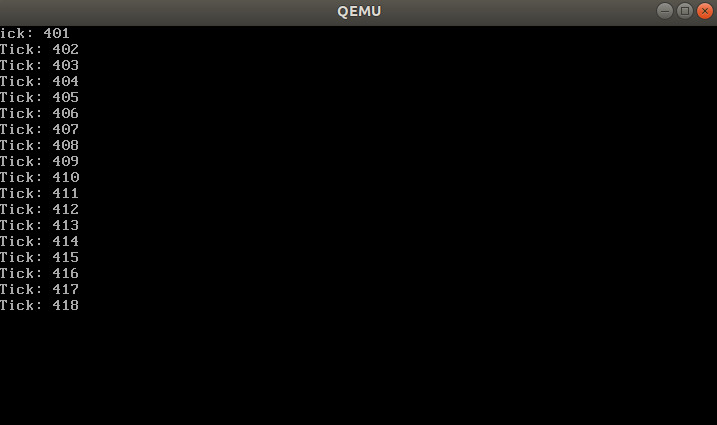 QEMU
ick: 401
Tick: 402
Tick: 403
Tick: 404
Tick: 405
Tick: 406
Tick: 407
Tick: 408
Tick: 409
Tick: 410
Tick: 411
Tick: 412
Tick: 413
Tick: 414
Tick: 415
Tick: 416
Tick: 417
Tick: 418